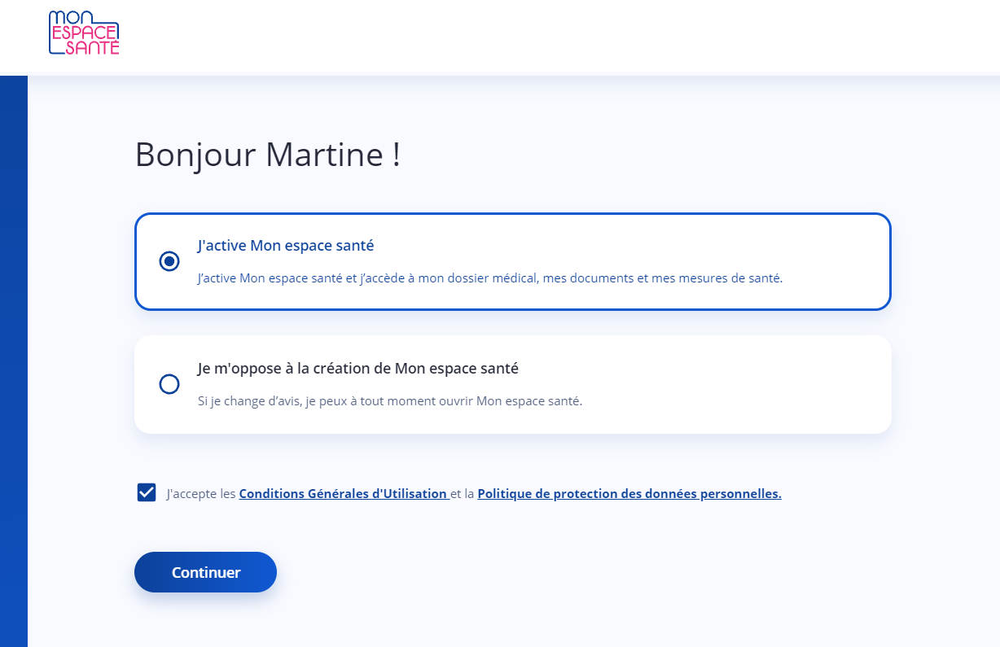 mon
ESPACE
SANTÉ
Bonjour Martine !
J'active Mon espace santé
J’active Mon espace santé et j’accède à mon dossier médical, mes documents et mes mesures de santé.
Je m'oppose à la création de Mon espace santé
Si je change d’avis, je peux à tout moment ouvrir Mon espace santé.
J'accepte les Conditions Générales d'Utilisation et la Politique de protection des données personnelles.
Continuer